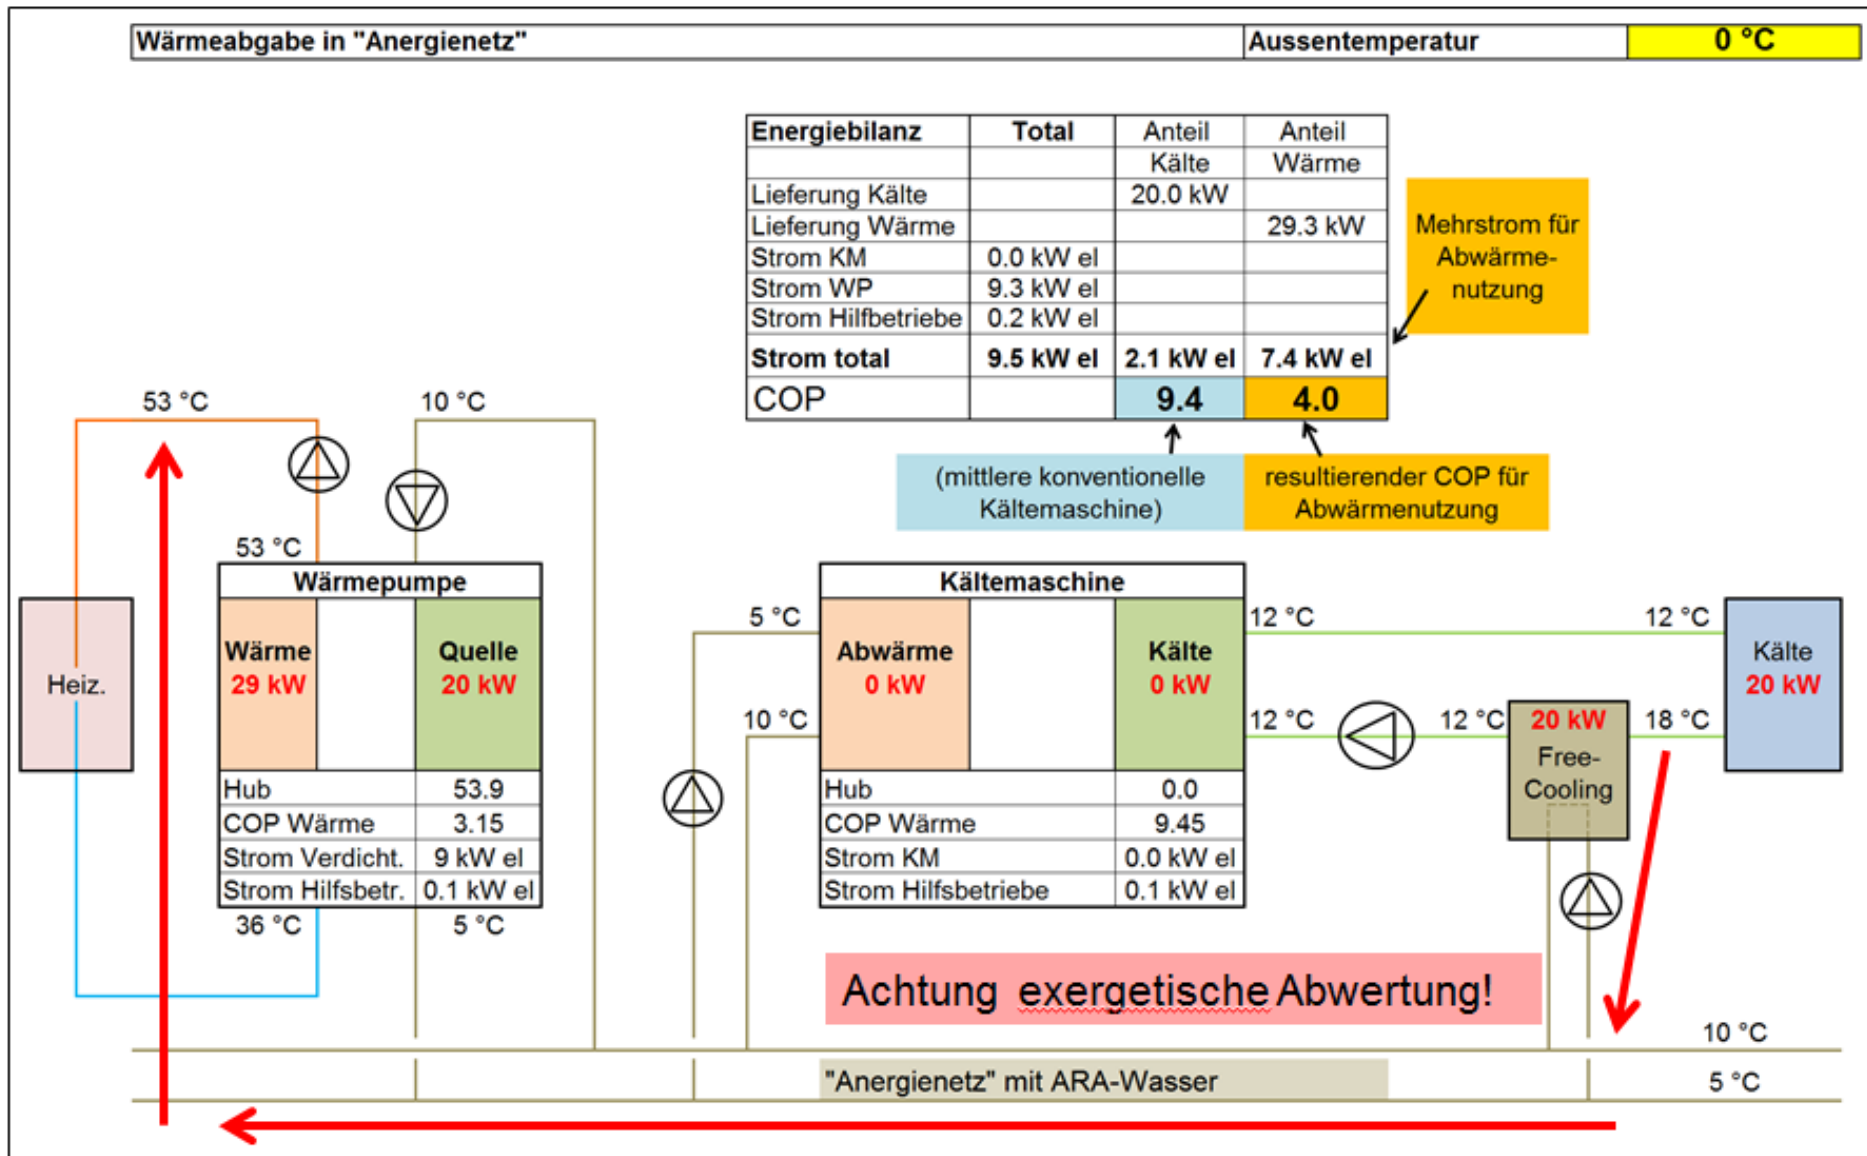 Wärmeabgabe in "Anergienetz" Aussentemperatur 0 °C
Energiebilanz Total Anteil Anteil
Kälte Wärme
Lieferung Kälte 20.0 kW
Lieferung Wärme 29.3 kW
Strom KM 0.0 kW el
Strom WP 9.3 kW el
Strom Hilfbetriebe 0.2 kW el
Strom total 9.5 kW el 2.1 kW el 7.4 kW el
COP 9.4 4.0
Mehrstrom für
Abwärme-
nutzung
(mittlere konventionelle
Kältemaschine)
resultierender COP für
Abwärmenutzung
53 °C
10 °C
53 °C
Heiz.
Wärmepumpe
Wärme Quelle
29 kW 20 kW
Hub 53.9
COP Wärme 3.15
Strom Verdicht. 9 kW el
Strom Hilfsbetr. 0.1 kW el
36 °C 5 °C
5 °C
10 °C
Kältemaschine
Abwärme Kälte
0 kW 0 kW
Hub 0.0
COP Wärme 9.45
Strom KM 0.0 kW el
Strom Hilfsbetriebe 0.1 kW el
12 °C 12 °C
12 °C 12 °C
20 kW
Free-
Cooling
18 °C
Kälte
20 kW
Achtung exergetische Abwertung!
10 °C
"Anergienetz" mit ARA-Wasser
5 °C